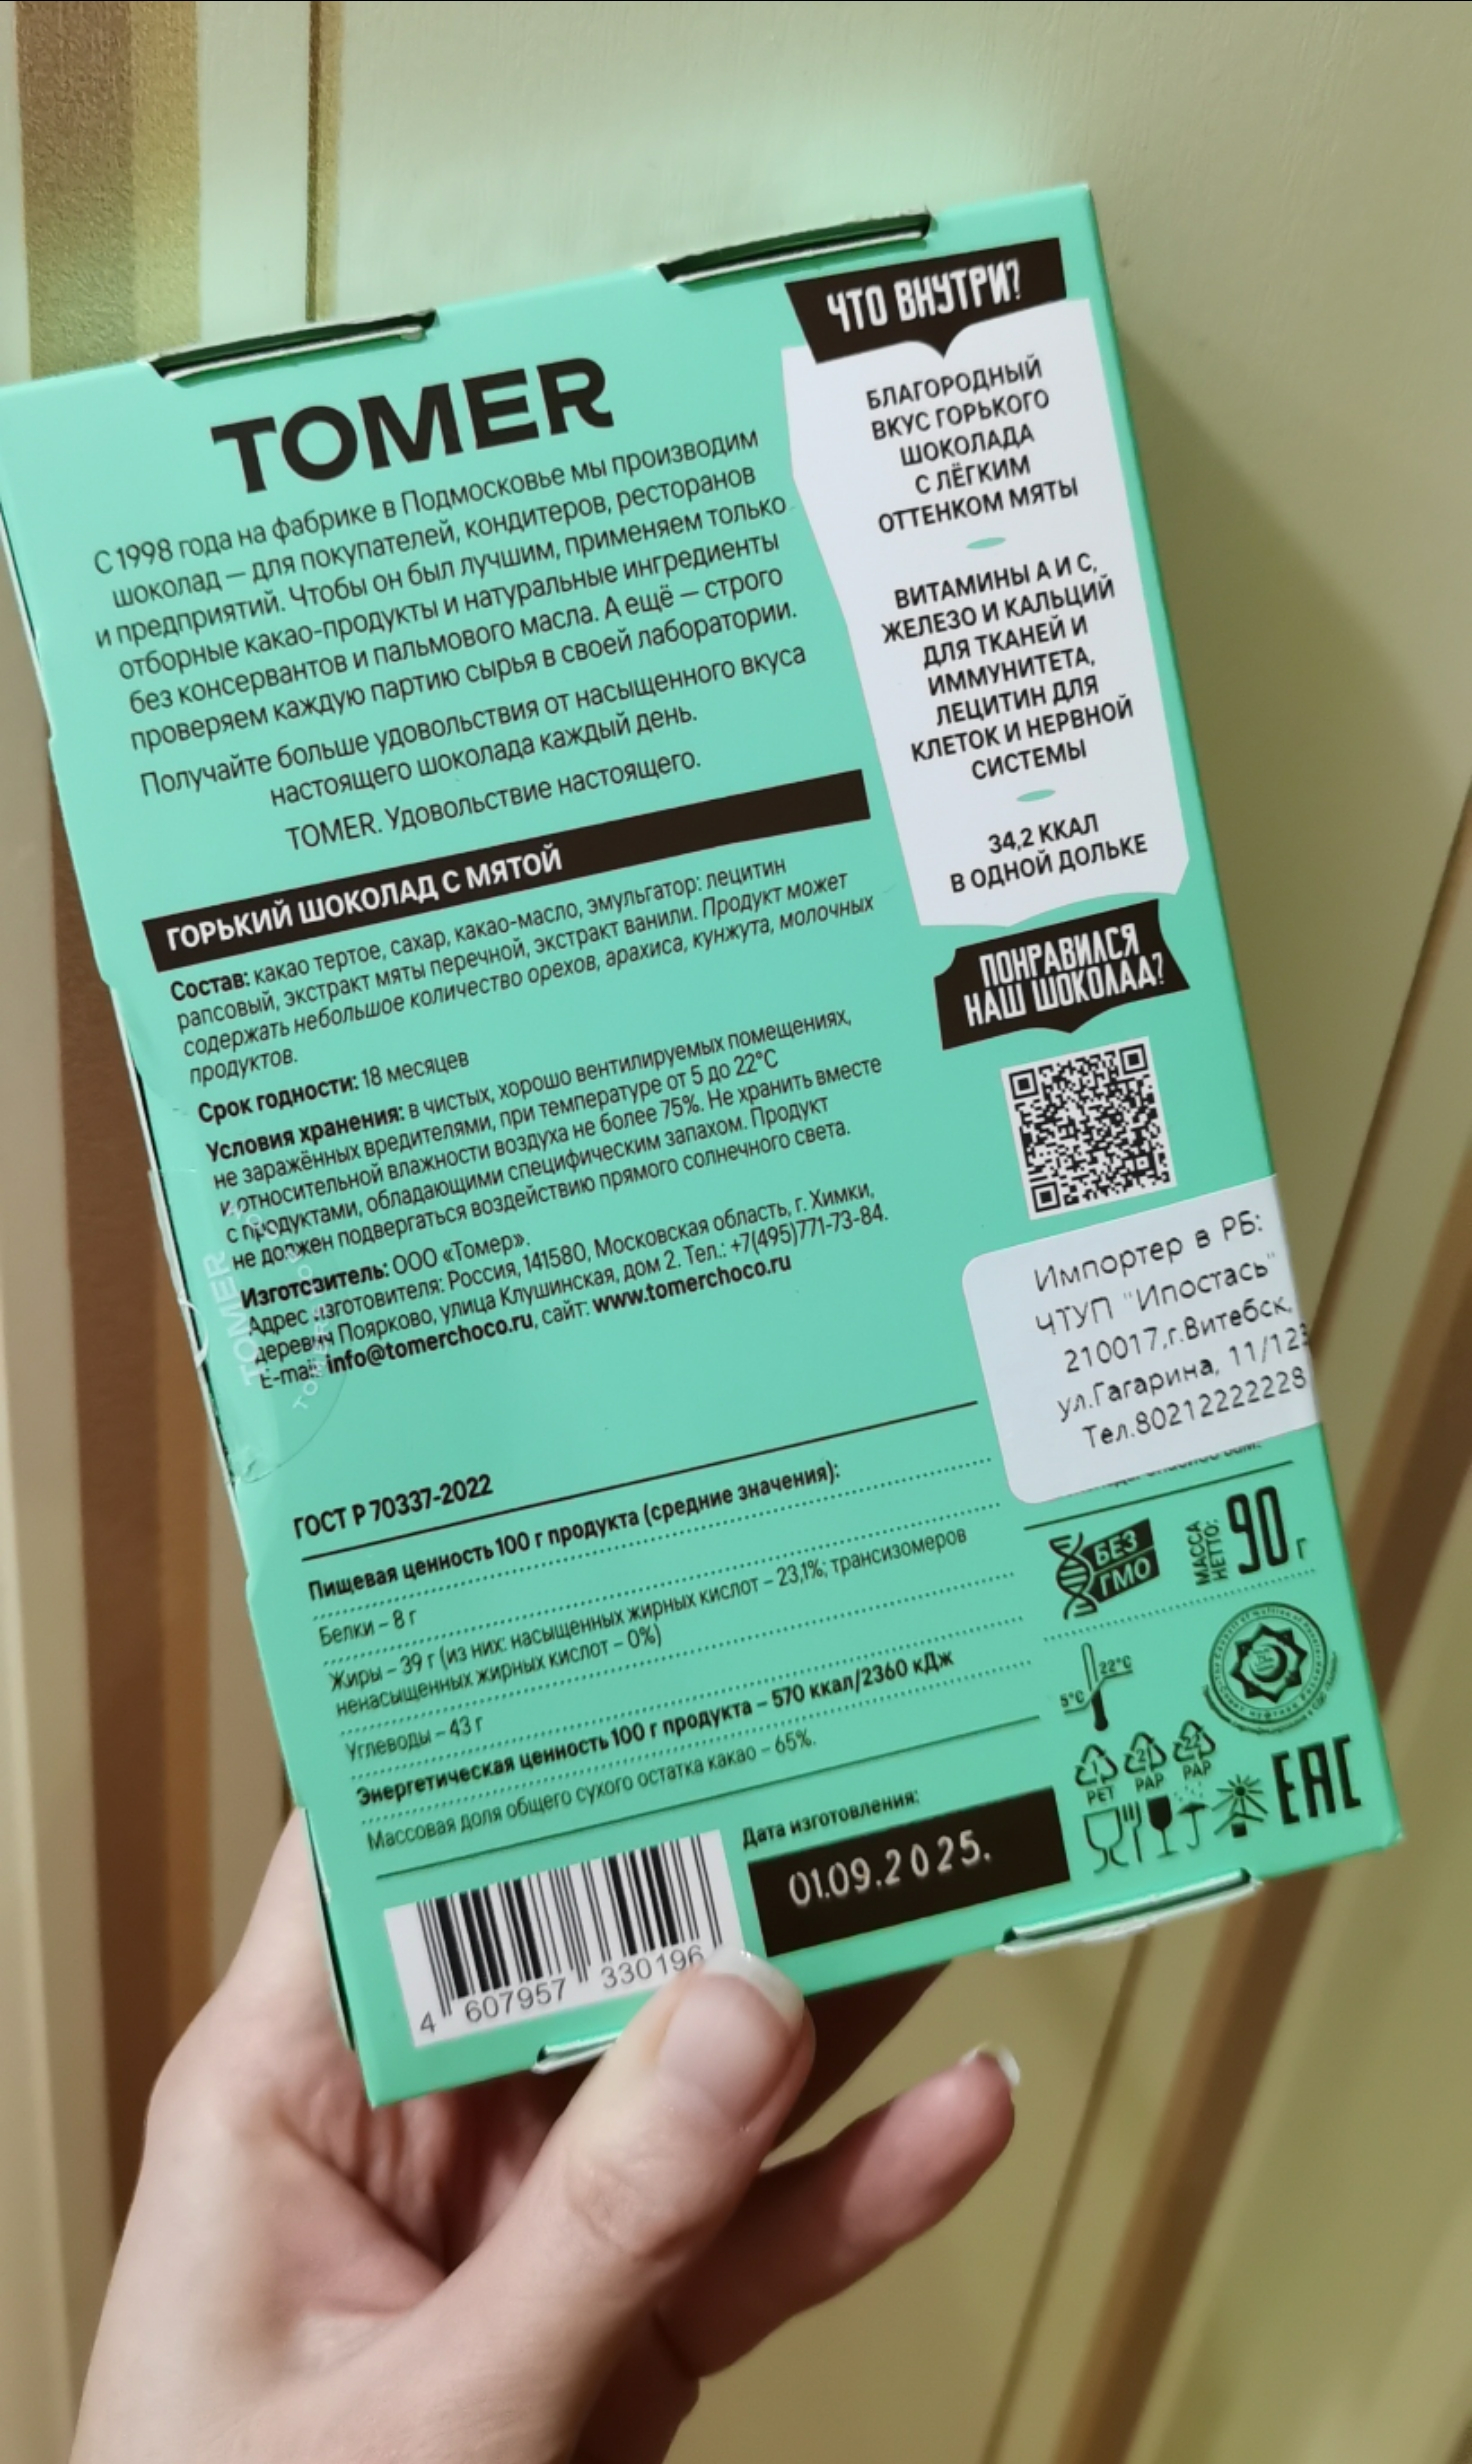 TOMER
С 1998 года на фабрике в Подмосковье мы производим
шоколад — для покупателей, кондитеров, ресторанов
и предприятий. Чтобы он был лучшим, применяем только
отборные какао-продукты и натуральные ингредиенты
без консервантов и пальмового масла. А ещё — строго
проверяем каждую партию сырья в своей лаборатории.
Получайте больше удовольствия от насыщенного вкуса
настоящего шоколада каждый день.
TOMER. Удовольствие настоящего.
ГОРЬКИЙ ШОКОЛАД С МЯТОЙ
Состав: какао тертое, сахар, какао-масло, эмульгатор: лецитин
рапсовый, экстракт мяты перечной, экстракт ванили. Продукт может
содержать небольшое количество орехов, арахиса, кунжута, молочных
продуктов.
Срок годности: 18 месяцев
Условия хранения: в чистых, хорошо вентилируемых помещениях,
не заражённых вредителями, при температуре от 5 до 22°C
и относительной влажности воздуха не более 75%. Не хранить вместе
с продуктами, обладающими специфическим запахом. Продукт
не должен подвергаться воздействию прямого солнечного света.
Изготовитель: ООО «Томер».
Адрес изготовителя: Россия, 141580, Московская область, г. Химки,
деревня Поярково, улица Клушинская, дом 2. Тел.: +7(495)771-73-84.
E-mail: info@tomerchoco.ru, сайт: www.tomerchoco.ru
TOMER
ГОСТ Р 70337-2022
Пищевая ценность 100 г продукта (средние значения):
Белки – 8 г
Жиры – 39 г (из них: насыщенных жирных кислот – 23,1%; трансизомеров
ненасыщенных жирных кислот – 0%)
Углеводы – 43 г
Энергетическая ценность 100 г продукта – 570 ккал/2360 кДж
Массовая доля общего сухого остатка какао – 65%.
4 607957 330196
Дата изготовления:
01.09.2025.
ЧТО ВНУТРИ?
БЛАГОРОДНЫЙ
ВКУС ГОРЬКОГО
ШОКОЛАДА
С ЛЁГКИМ
ОТТЕНКОМ МЯТЫ
ВИТАМИНЫ А И С,
ЖЕЛЕЗО И КАЛЬЦИЙ
ДЛЯ ТКАНЕЙ И
ИММУНИТЕТА,
ЛЕЦИТИН ДЛЯ
КЛЕТОК И НЕРВНОЙ
СИСТЕМЫ
34,2 ККАЛ
В ОДНОЙ ДОЛЬКЕ
ПОНРАВИЛСЯ
НАШ ШОКОЛАД?
Импортер в РБ:
ЧТУП "Ипостась"
210017,г.Витебск,
ул.Гагарина, 11/123
Тел.80212222228
БЕЗ
ГМО
МАССА
НЕТТО:
90 г
22°C
5°C
1 21 22
PET PAP PAP
EAC